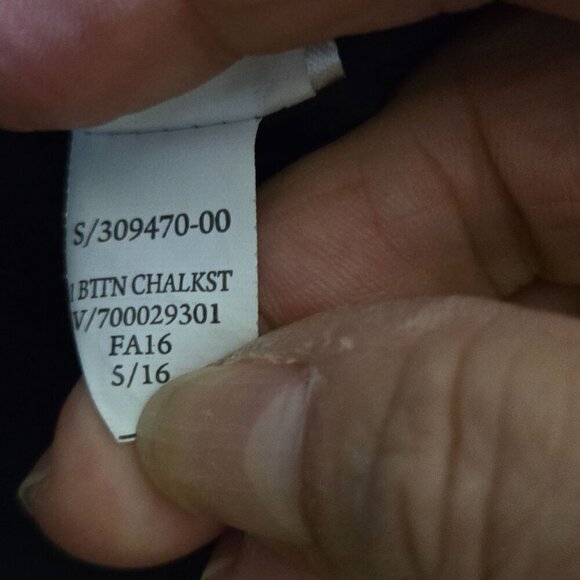 S/309470-00
1 BTTN CHALKST
V/700029301
FA16
5/16